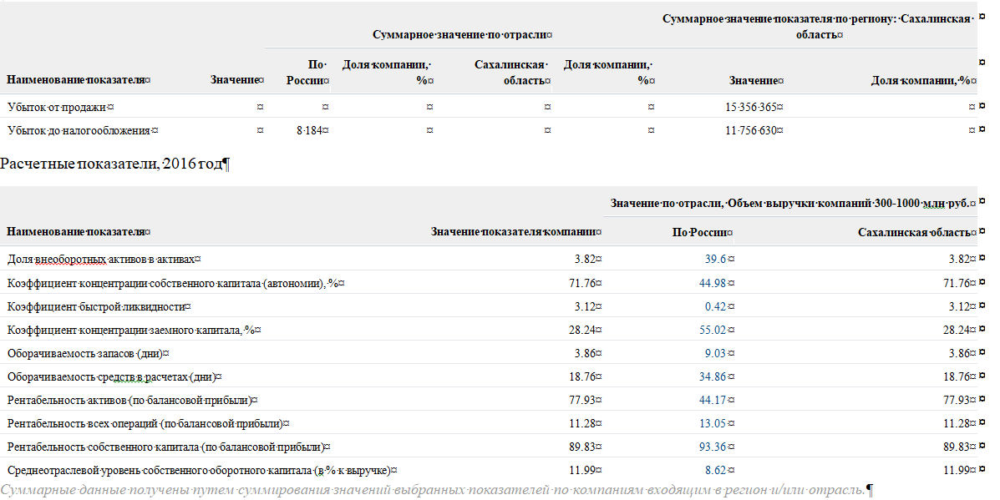 Суммарное значение по отрасли
Суммарное значение показателя по региону: Сахалинская область
Наименование показателя Значение По России Доля компании, % Сахалинская область Доля компании, % Значение Доля компании, %
Убыток от продажи 15 356 365
Убыток до налогообложения 8 184 11 756 630
Расчетные показатели, 2016 год
Значение по отрасли, Объем выручки компаний 300-1000 млн руб.
Наименование показателя Значение показателя компании По России Сахалинская область
Доля внеоборотных активов в активах 3.82 39.6 3.82
Коэффициент концентрации собственного капитала (автономии), % 71.76 44.98 71.76
Коэффициент быстрой ликвидности 3.12 0.42 3.12
Коэффициент концентрации заемного капитала, % 28.24 55.02 28.24
Оборачиваемость запасов (дни) 3.86 9.03 3.86
Оборачиваемость средств в расчетах (дни) 18.76 34.86 18.76
Рентабельность активов (по балансовой прибыли) 77.93 44.17 77.93
Рентабельность всех операций (по балансовой прибыли) 11.28 13.05 11.28
Рентабельность собственного капитала (по балансовой прибыли) 89.83 93.36 89.83
Среднеотраслевой уровень собственного оборотного капитала (в % к выручке) 11.99 8.62 11.99
Суммарные данные получены путем суммирования значений выбранных показателей по компаниям входящим в регион и/или отрасль.